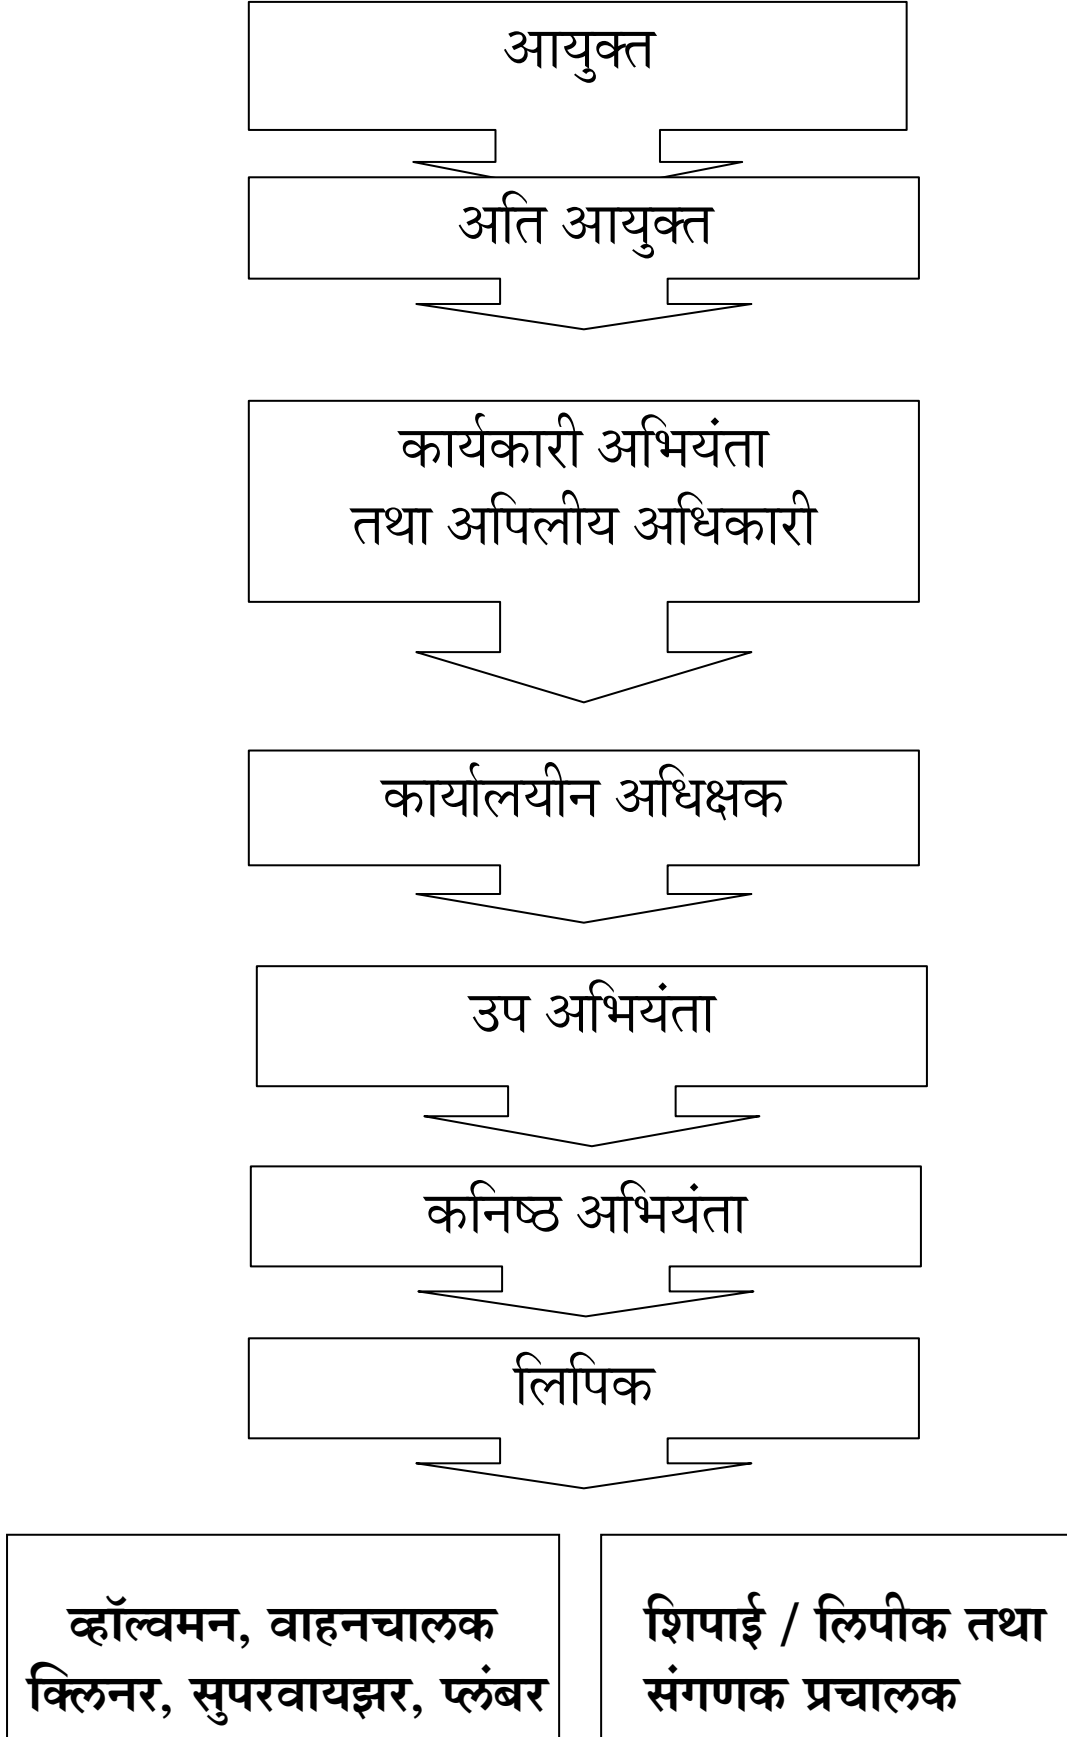 आयुक्त
अति आयुक्त
कार्यकारी अभियंता
तथा अपिलीय अधिकारी
कार्यालयीन अधिक्षक
उप अभियंता
कनिष्ठ अभियंता
लिपिक
व्हॉल्वमन, वाहनचालक
क्लिनर, सुपरवायझर, प्लंबर
शिपाई / लिपीक तथा
संगणक प्रचालक